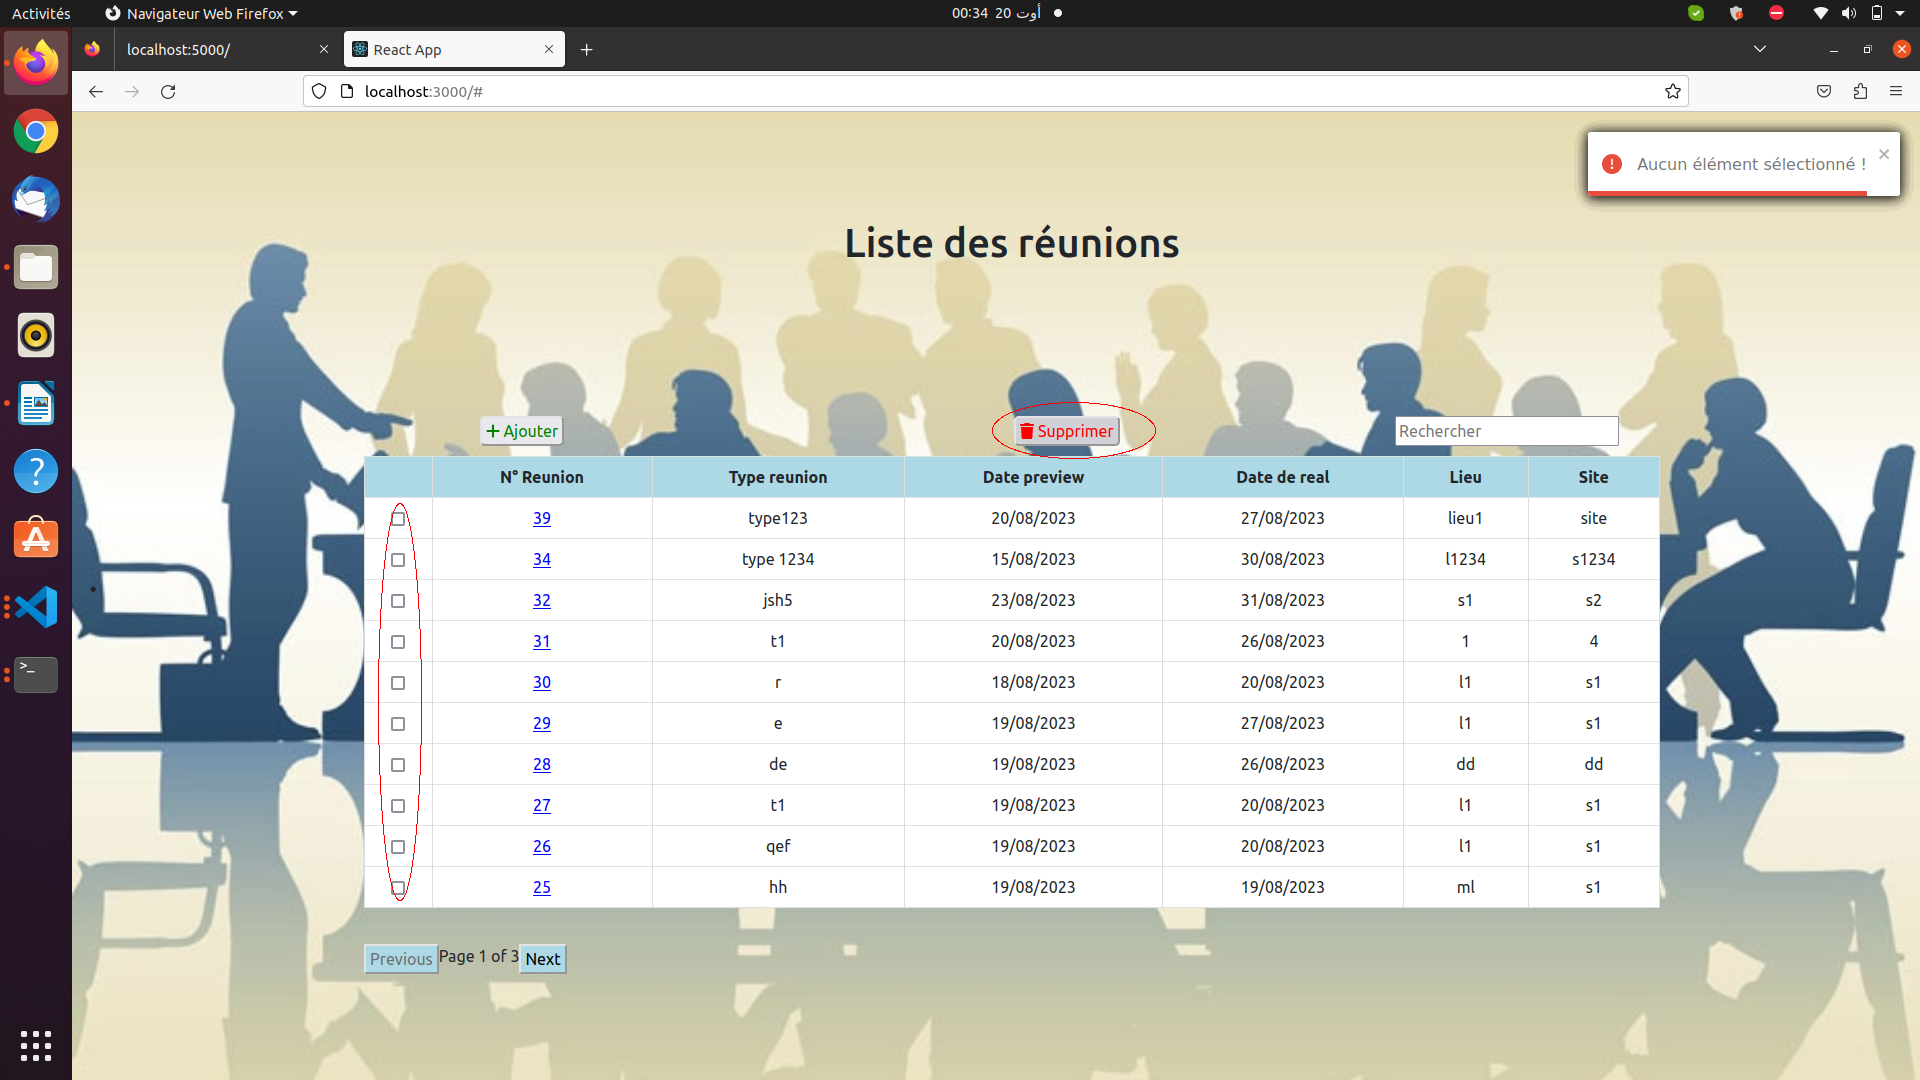 Activités
Navigateur Web Firefox
00:34 20 أوت
localhost:5000/
React App
localhost:3000/#
Aucun élément sélectionné !
Liste des réunions
Ajouter
Supprimer
Rechercher
N° Reunion Type reunion Date preview Date de real Lieu Site
39 type123 20/08/2023 27/08/2023 lieu1 site
34 type 1234 15/08/2023 30/08/2023 l1234 s1234
32 jsh5 23/08/2023 31/08/2023 s1 s2
31 t1 20/08/2023 26/08/2023 1 4
30 r 18/08/2023 20/08/2023 l1 s1
29 e 19/08/2023 27/08/2023 l1 s1
28 de 19/08/2023 26/08/2023 dd dd
27 t1 19/08/2023 20/08/2023 l1 s1
26 qef 19/08/2023 20/08/2023 l1 s1
25 hh 19/08/2023 19/08/2023 ml s1
Previous Page 1 of 3 Next